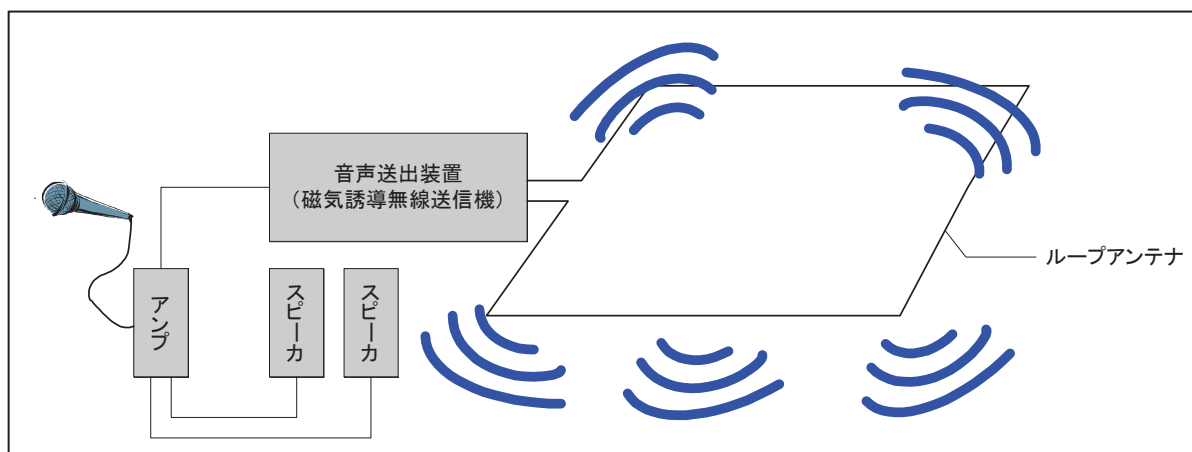 音声送出装置
（磁気誘導無線送信機）
ループアンテナ
アンプ
スピーカ
スピーカ